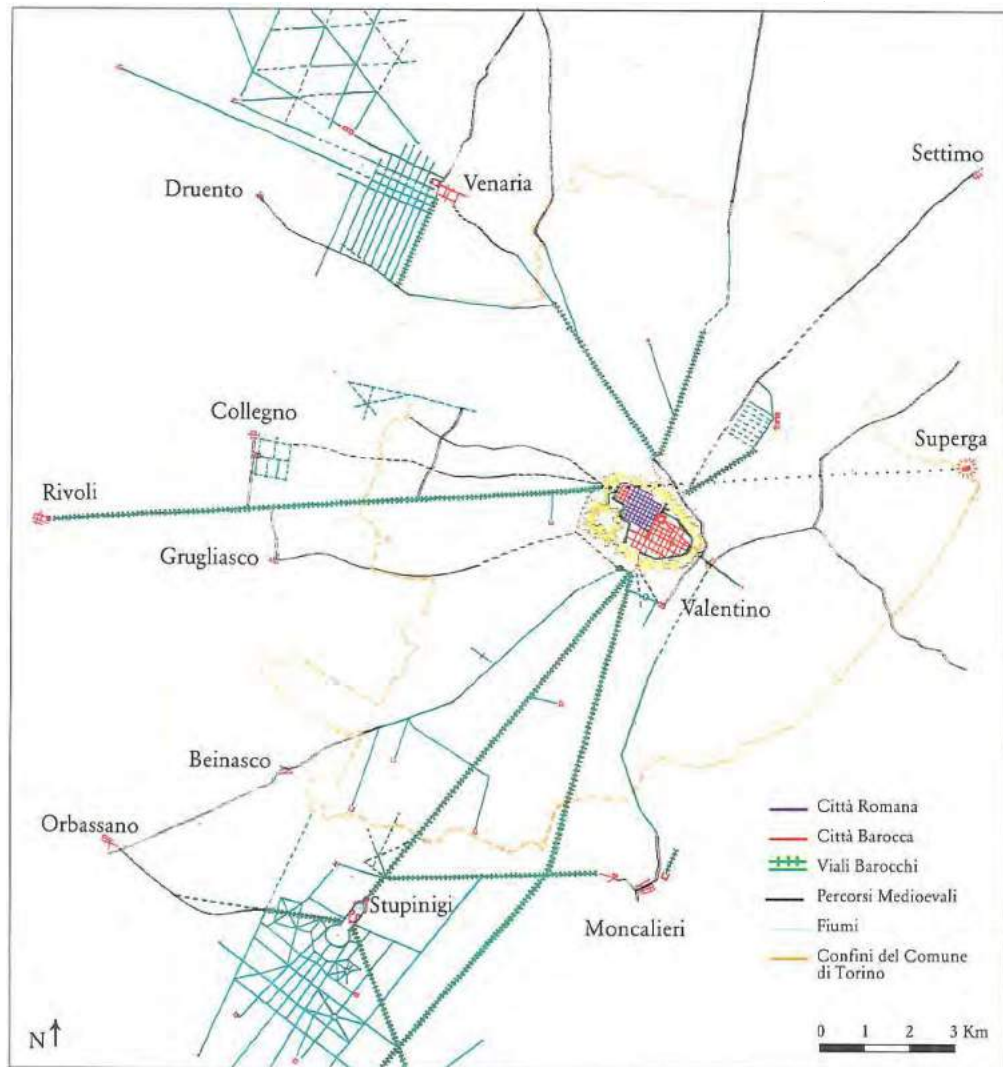 Settimo
Venaria
Druento
Collegno
Superga
Rivoli
Grugliasco
Valentino
Beinasco
Orbassano
Stupinigi
Moncalieri
Città Romana
Città Barocca
Viali Barocchi
Percorsi Medioevali
Fiumi
Confini del Comune
di Torino
N
0 1 2 3 Km